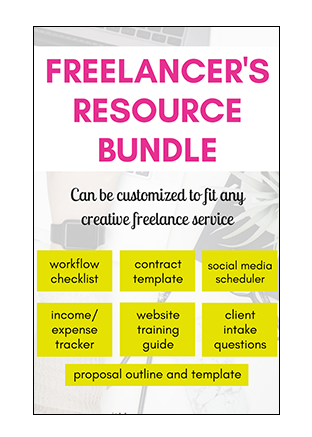 FREELANCER'S
RESOURCE
BUNDLE
Can be customized to fit any
creative freelance service
workflow
checklist
contract
template
social media
scheduler
income/
expense
tracker
website
training
guide
client
intake
questions
proposal outline and template